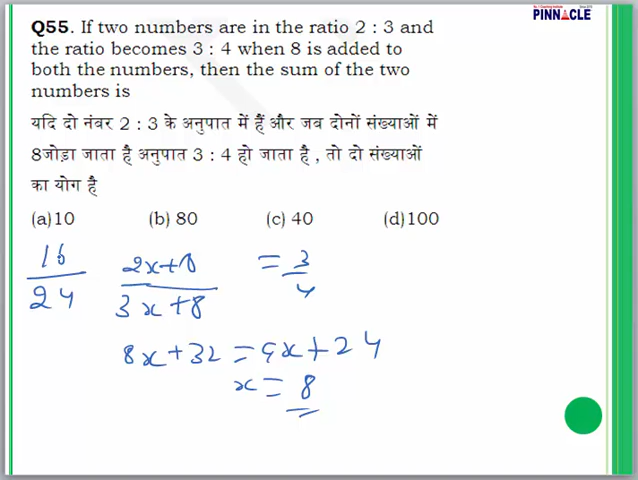 PINNACLE
Q55. If two numbers are in the ratio 2 : 3 and
the ratio becomes 3 : 4 when 8 is added to
both the numbers, then the sum of the two
numbers is
यदि दो नंबर 2 : 3 के अनुपात में हैं और जब दोनों संख्याओं में
8जोड़ा जाता है अनुपात 3 : 4 हो जाता है , तो दो संख्याओं
का योग है
(a)10 (b) 80 (c) 40 (d)100
16 2x+8 = 3
24 3x+8 4
8x+32 = 9x+24
x = 8